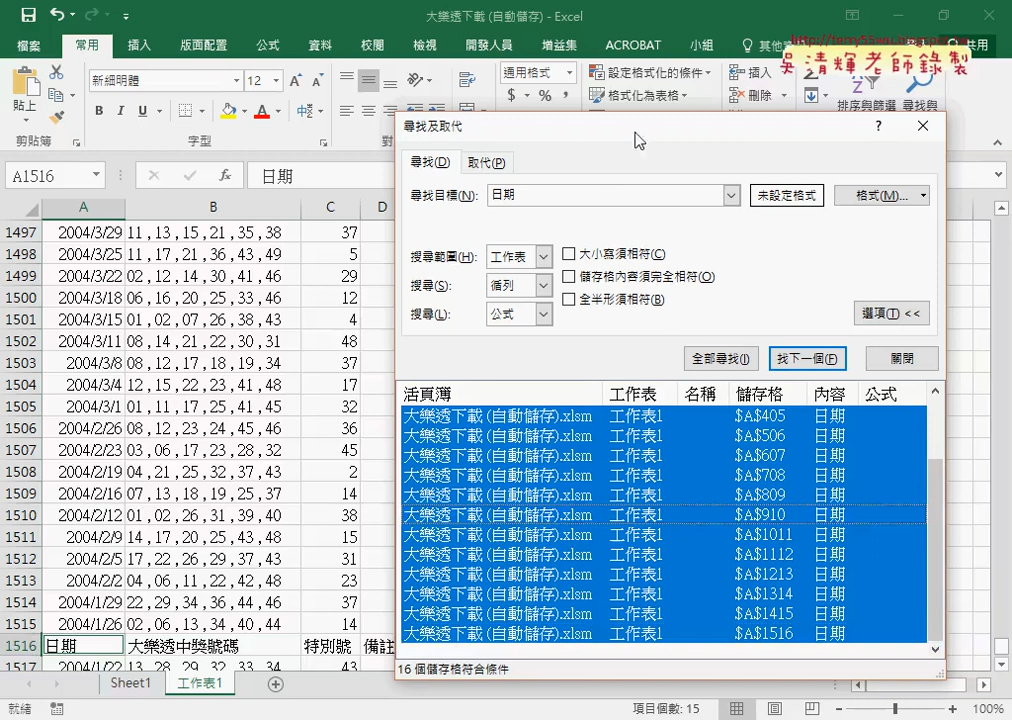 大樂透下載 (自動儲存) - Excel
http://terry55wu.
吳清輝老師錄製
檔案 常用 插入 版面配置 公式 資料 校閱 檢視 開發人員 增益集 ACROBAT 小組 其他 共用
貼上 新細明體 12 通用格式 設定格式化的條件 插入
B I U $ % , 格式化為表格 刪除 排序與篩選 尋找與
剪貼簿 字型
A1516 fx 日期
A B C D
1497 2004/3/29 11 , 13 , 15 , 21 , 35 , 38 37
1498 2004/3/25 11 , 17 , 21 , 36 , 43 , 49 5
1499 2004/3/22 02 , 12 , 14 , 30 , 41 , 46 29
1500 2004/3/18 06 , 16 , 20 , 25 , 33 , 46 12
1501 2004/3/15 01 , 02 , 07 , 26 , 38 , 43 4
1502 2004/3/11 08 , 14 , 21 , 22 , 30 , 31 48
1503 2004/3/8 08 , 12 , 17 , 18 , 19 , 34 37
1504 2004/3/4 12 , 15 , 22 , 23 , 41 , 48 17
1505 2004/3/1 01 , 11 , 15 , 21 , 41 , 45 32
1506 2004/2/26 08 , 12 , 23 , 24 , 45 , 46 36
1507 2004/2/23 03 , 06 , 17 , 23 , 28 , 32 45
1508 2004/2/19 04 , 21 , 25 , 32 , 37 , 43 2
1509 2004/2/16 07 , 13 , 18 , 19 , 25 , 37 14
1510 2004/2/12 01 , 02 , 26 , 31 , 39 , 40 38
1511 2004/2/9 14 , 17 , 20 , 25 , 43 , 48 15
1512 2004/2/5 17 , 22 , 26 , 29 , 37 , 43 31
1513 2004/2/2 04 , 06 , 11 , 22 , 42 , 48 23
1514 2004/1/29 22 , 29 , 34 , 36 , 44 , 46 37
1515 2004/1/26 02 , 06 , 13 , 34 , 40 , 44 14
1516 日期 大樂透中獎號碼 特別號 備註
1517 2004/1/22 13 , 28 , 29 , 32 , 33 , 34 43
Sheet1 工作表1
就緒 項目個數: 15 100%
尋找及取代 ?
尋找(D) 取代(P)
尋找目標(N): 日期 未設定格式 格式(M)...
搜尋範圍(H): 工作表 大小寫須相符(C)
搜尋(S): 循列 儲存格內容須完全相符(O)
全半形須相符(B)
搜尋(L): 公式 選項(T) <<
全部尋找(I) 找下一個(F) 關閉
活頁簿 工作表 名稱 儲存格 內容 公式
大樂透下載 (自動儲存).xlsm 工作表1 $A$405 日期
大樂透下載 (自動儲存).xlsm 工作表1 $A$506 日期
大樂透下載 (自動儲存).xlsm 工作表1 $A$607 日期
大樂透下載 (自動儲存).xlsm 工作表1 $A$708 日期
大樂透下載 (自動儲存).xlsm 工作表1 $A$809 日期
大樂透下載 (自動儲存).xlsm 工作表1 $A$910 日期
大樂透下載 (自動儲存).xlsm 工作表1 $A$1011 日期
大樂透下載 (自動儲存).xlsm 工作表1 $A$1112 日期
大樂透下載 (自動儲存).xlsm 工作表1 $A$1213 日期
大樂透下載 (自動儲存).xlsm 工作表1 $A$1314 日期
大樂透下載 (自動儲存).xlsm 工作表1 $A$1415 日期
大樂透下載 (自動儲存).xlsm 工作表1 $A$1516 日期
16 個儲存格符合條件